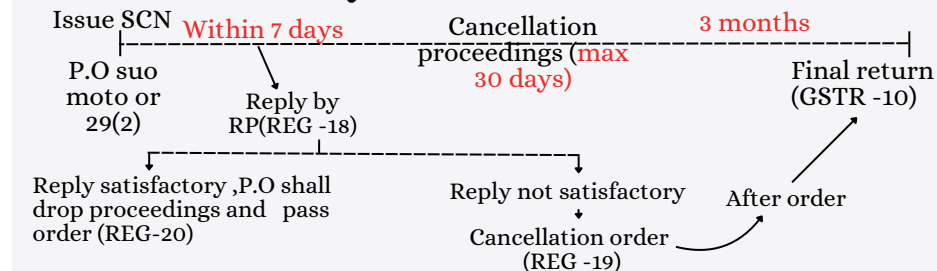 Issue SCN
Within 7 days
Cancellation
proceedings (max
30 days)
3 months
P.O suo
moto or
29(2)
Reply by
RP(REG -18)
Final return
(GSTR -10)
Reply satisfactory ,P.O shall
drop proceedings and pass
order (REG-20)
Reply not satisfactory
Cancellation order
(REG -19)
After order